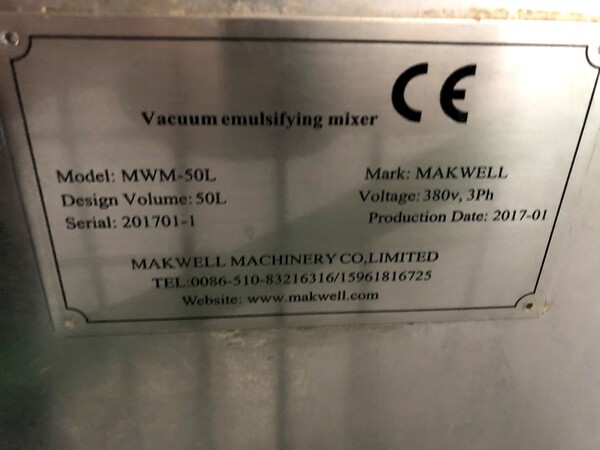 CE
Vacuum emulsifying mixer
Model: MWM-50L
Mark: MAKWELL
Design Volume: 50L
Voltage: 380v, 3Ph
Serial: 201701-1
Production Date: 2017-01
MAKWELL MACHINERY CO,LIMITED
TEL:0086-510-83216316/15961816725
Website: www.makwell.com